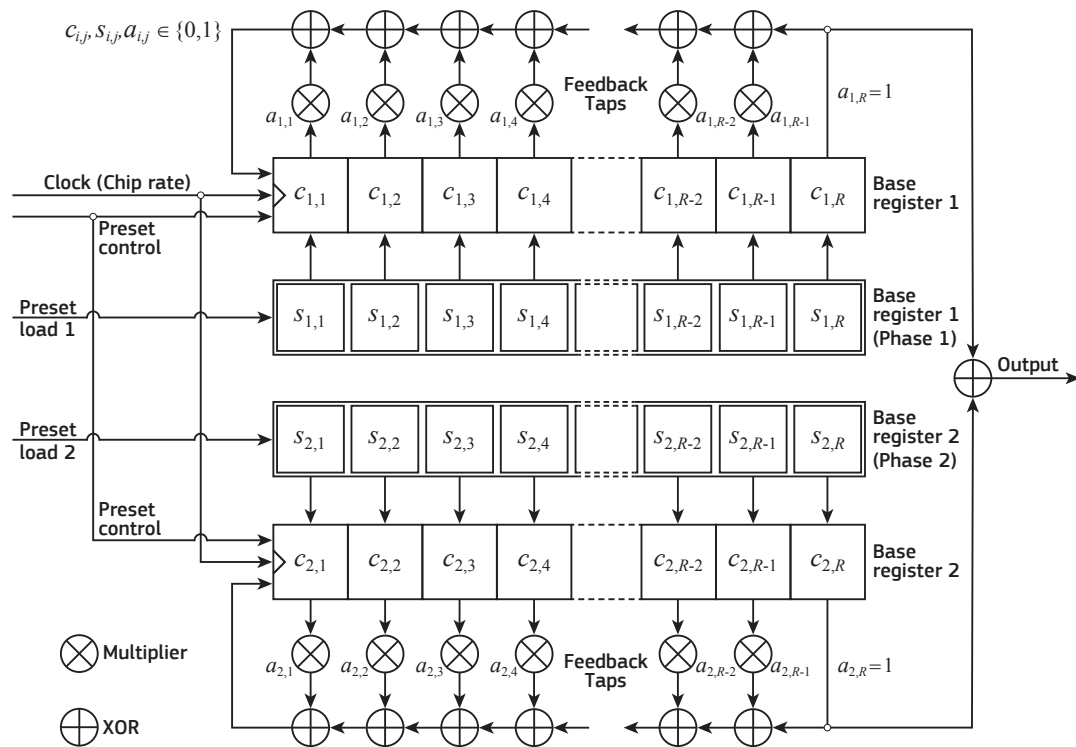 c_{i,j}, s_{i,j}, a_{i,j} ∈ {0,1}
a_{1,1} a_{1,2} a_{1,3} a_{1,4} Feedback a_{1,R-2} a_{1,R-1} a_{1,R}=1
Taps
Clock (Chip rate)
c_{1,1} c_{1,2} c_{1,3} c_{1,4} c_{1,R-2} c_{1,R-1} c_{1,R} Base
register 1
Preset
control
Preset
load 1
s_{1,1} s_{1,2} s_{1,3} s_{1,4} s_{1,R-2} s_{1,R-1} s_{1,R} Base
register 1
(Phase 1)
Output
Preset
load 2
s_{2,1} s_{2,2} s_{2,3} s_{2,4} s_{2,R-2} s_{2,R-1} s_{2,R} Base
register 2
(Phase 2)
Preset
control
c_{2,1} c_{2,2} c_{2,3} c_{2,4} c_{2,R-2} c_{2,R-1} c_{2,R} Base
register 2
Multiplier
a_{2,1} a_{2,2} a_{2,3} a_{2,4} Feedback a_{2,R-2} a_{2,R-1} a_{2,R}=1
Taps
XOR